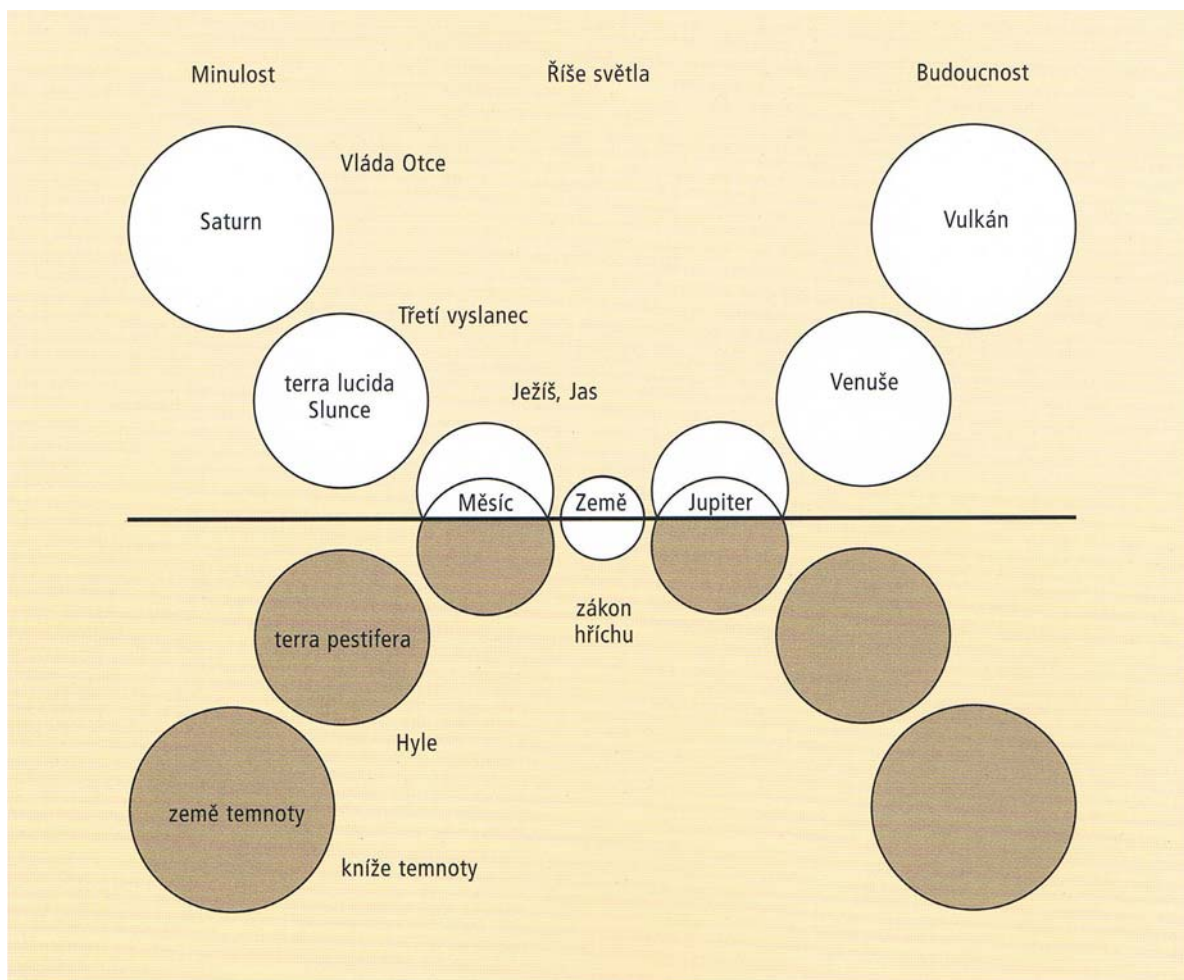 Minulost
Říše světla
Budoucnost
Vláda Otce
Saturn
Vulkán
Třetí vyslanec
terra lucida
Slunce
Ježíš, Jas
Venuše
Měsíc
Země
Jupiter
zákon
hříchu
terra pestifera
Hyle
země temnoty
kníže temnoty